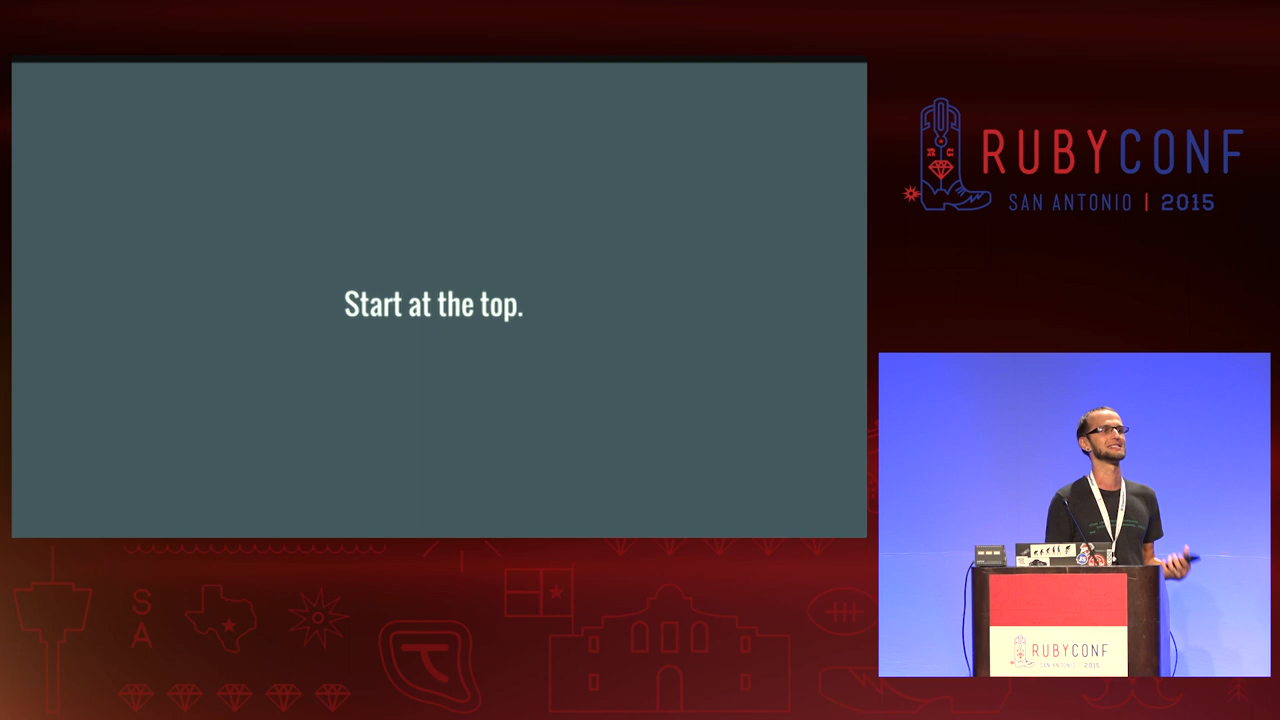 Start at the top.
RUBYCONF
SAN ANTONIO | 2015
S
A
RUBYCONF
SAN ANTONIO | 2015